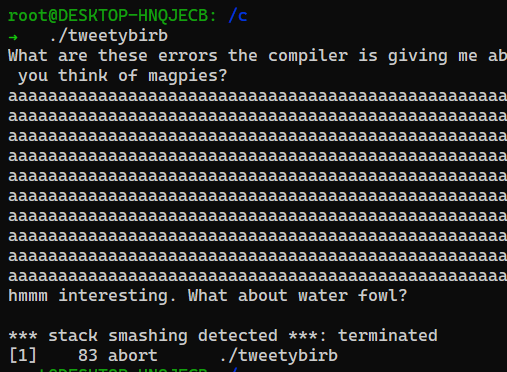 root@DESKTOP-HNQJECB: /c
→ ./tweetybirb
What are these errors the compiler is giving me ab
you think of magpies?
aaaaaaaaaaaaaaaaaaaaaaaaaaaaaaaaaaaaaaaaaaaaaaaaaa
aaaaaaaaaaaaaaaaaaaaaaaaaaaaaaaaaaaaaaaaaaaaaaaaaa
aaaaaaaaaaaaaaaaaaaaaaaaaaaaaaaaaaaaaaaaaaaaaaaaaa
aaaaaaaaaaaaaaaaaaaaaaaaaaaaaaaaaaaaaaaaaaaaaaaaaa
aaaaaaaaaaaaaaaaaaaaaaaaaaaaaaaaaaaaaaaaaaaaaaaaaa
aaaaaaaaaaaaaaaaaaaaaaaaaaaaaaaaaaaaaaaaaaaaaaaaaa
aaaaaaaaaaaaaaaaaaaaaaaaaaaaaaaaaaaaaaaaaaaaaaaaaa
aaaaaaaaaaaaaaaaaaaaaaaaaaaaaaaaaaaaaaaaaaaaaaaaaa
aaaaaaaaaaaaaaaaaaaaaaaaaaaaaaaaaaaaaaaaaaaaaaaaaa
aaaaaaaaaaaaaaaaaaaaaaaaaaaaaaaaaaaaaaaaaaaaaaaaaa
hmmm interesting. What about water fowl?
*** stack smashing detected ***: terminated
[1] 83 abort ./tweetybirb